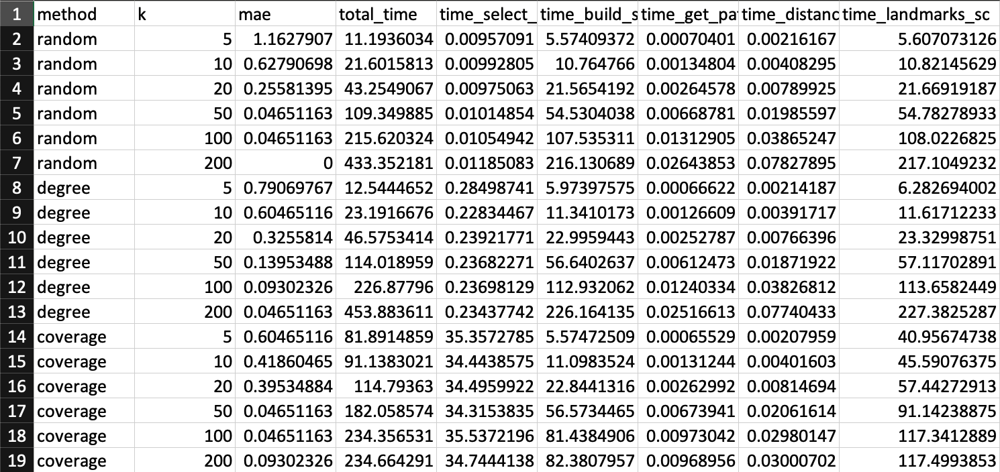 1 method k mae total_time time_select_ time_build_s time_get_pa time_distanc time_landmarks_sc
2 random 5 1.1627907 11.1936034 0.00957091 5.57409372 0.00070401 0.00216167 5.607073126
3 random 10 0.62790698 21.6015813 0.00992805 10.764766 0.00134804 0.00408295 10.82145629
4 random 20 0.25581395 43.2549067 0.00975063 21.5654192 0.00264578 0.00789925 21.66919187
5 random 50 0.04651163 109.349885 0.01014854 54.5304038 0.00668781 0.01985597 54.78278933
6 random 100 0.04651163 215.620324 0.01054942 107.535311 0.01312905 0.03865247 108.0226825
7 random 200 0 433.352181 0.01185083 216.130689 0.02643853 0.07827895 217.1049232
8 degree 5 0.79069767 12.5444652 0.28498741 5.97397575 0.00066622 0.00214187 6.282694002
9 degree 10 0.60465116 23.1916676 0.22834467 11.3410173 0.00126609 0.00391717 11.61712233
10 degree 20 0.3255814 46.5753414 0.23921771 22.9959443 0.00252787 0.00766396 23.32998751
11 degree 50 0.13953488 114.018959 0.23682271 56.6402637 0.00612473 0.01871922 57.11702891
12 degree 100 0.09302326 226.87796 0.23698129 112.932062 0.01240334 0.03826812 113.6582449
13 degree 200 0.04651163 453.883611 0.23437742 226.164135 0.02516613 0.07740433 227.3825287
14 coverage 5 0.60465116 81.8914859 35.3572785 5.57472509 0.00065529 0.00207959 40.95674738
15 coverage 10 0.41860465 91.1383021 34.4438575 11.0983524 0.00131244 0.00401603 45.59076375
16 coverage 20 0.39534884 114.79363 34.4959922 22.8441316 0.00262992 0.00814694 57.44272913
17 coverage 50 0.04651163 182.058574 34.3153835 56.5734465 0.00673941 0.02061614 91.14238875
18 coverage 100 0.04651163 234.356531 35.5372196 81.4384906 0.00973042 0.02980147 117.3412889
19 coverage 200 0.09302326 234.664291 34.7444138 82.3807957 0.00968956 0.03000702 117.4993853